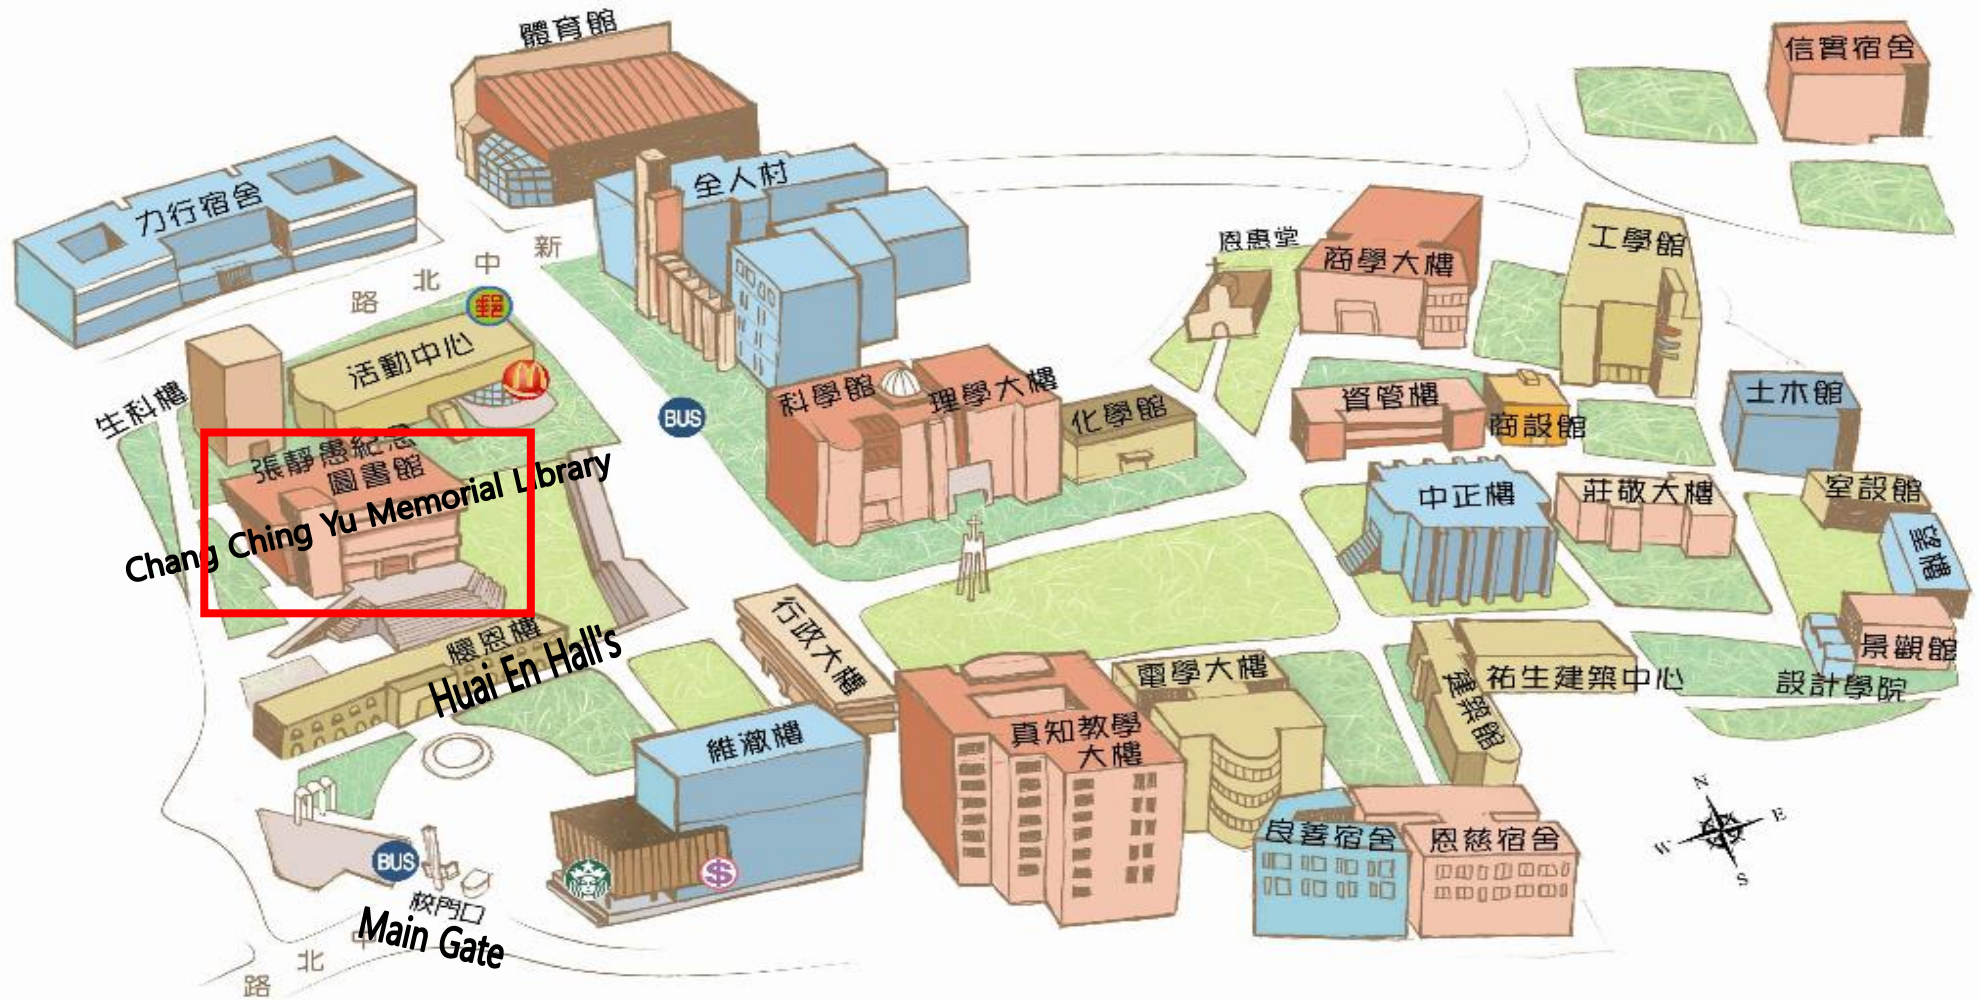 體育館
信實宿舍
全人村
力行宿舍
新
中
北
路
郵
恩惠堂
商學大樓
工學館
活動中心
生科樓
BUS
科學館
理學大樓
化學館
資管樓
商設館
土木館
張靜愚紀念
圖書館
Chang Ching Yu Memorial Library
中正樓
莊敬大樓
室設館
望樓
行政大樓
懷恩樓
Huai En Hall's
景觀館
設計學院
電學大樓
祐生建築中心
建築館
維澈樓
真知教學
大樓
良善宿舍
恩慈宿舍
N
E
W
S
BUS
$
校門口
Main Gate
中
北
路